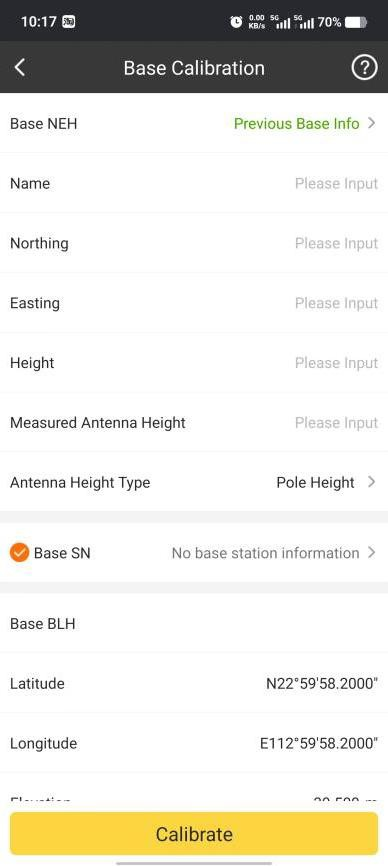 10:17
0.00 KB/s 5G 5G 70%
Base Calibration ?
Base NEH Previous Base Info
Name Please Input
Northing Please Input
Easting Please Input
Height Please Input
Measured Antenna Height Please Input
Antenna Height Type Pole Height
Base SN No base station information
Base BLH
Latitude N22°59'58.2000"
Longitude E112°59'58.2000"
Calibrate